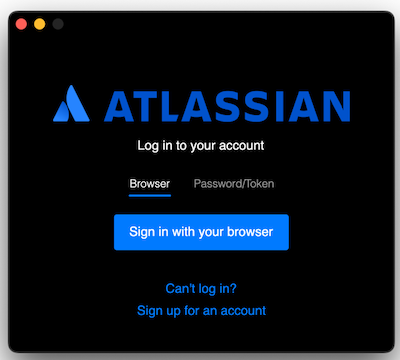 ATLASSIAN
Log in to your account
Browser Password/Token
Sign in with your browser
Can't log in?
Sign up for an account